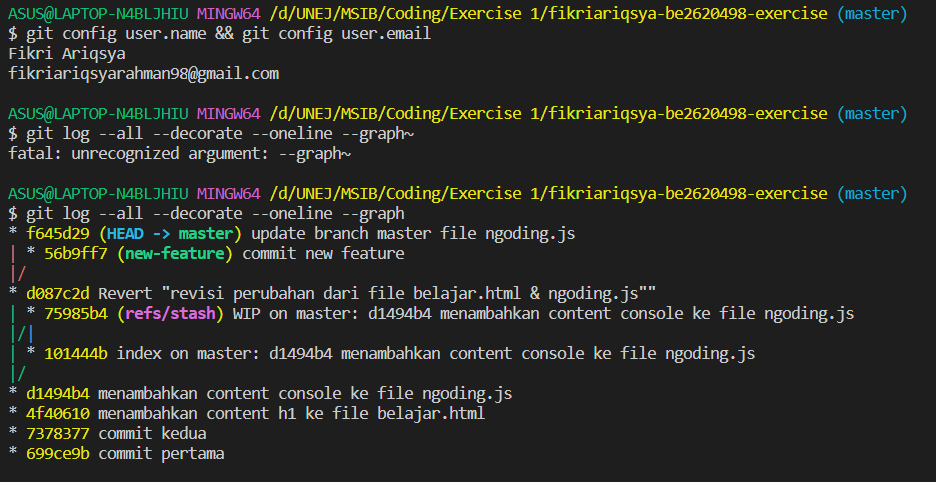 ASUS@LAPTOP-N4BLJHIU MINGW64 /d/UNEJ/MSIB/Coding/Exercise 1/fikriariqsya-be2620498-exercise (master)
$ git config user.name && git config user.email
Fikri Ariqsya
fikriariqsyarahman98@gmail.com
ASUS@LAPTOP-N4BLJHIU MINGW64 /d/UNEJ/MSIB/Coding/Exercise 1/fikriariqsya-be2620498-exercise (master)
$ git log --all --decorate --oneline --graph~
fatal: unrecognized argument: --graph~
ASUS@LAPTOP-N4BLJHIU MINGW64 /d/UNEJ/MSIB/Coding/Exercise 1/fikriariqsya-be2620498-exercise (master)
$ git log --all --decorate --oneline --graph
* f645d29 (HEAD -> master) update branch master file ngoding.js
| * 56b9ff7 (new-feature) commit new feature
|/
* d087c2d Revert "revisi perubahan dari file belajar.html & ngoding.js""
| * 75985b4 (refs/stash) WIP on master: d1494b4 menambahkan content console ke file ngoding.js
|/|
| * 101444b index on master: d1494b4 menambahkan content console ke file ngoding.js
|/
* d1494b4 menambahkan content console ke file ngoding.js
* 4f40610 menambahkan content h1 ke file belajar.html
* 7378377 commit kedua
* 699ce9b commit pertama